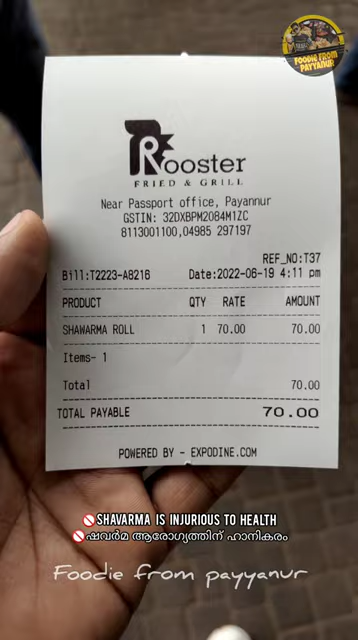 FOODIE FROM
PAYYANUR
Rooster
FRIED & GRILL
Near Passport office, Payannur
GSTIN: 32DXBPM2084M1ZC
8113001100,04985 297197
REF_NO:T37
Bill:T2223-A8216 Date:2022-06-19 4:11 pm
PRODUCT QTY RATE AMOUNT
SHAWARMA ROLL 1 70.00 70.00
Items- 1
Total 70.00
TOTAL PAYABLE 70.00
POWERED BY - EXPODINE.COM
🚫SHAVARMA IS INJURIOUS TO HEALTH
🚫ഷവർമ ആരോഗ്യത്തിന് ഹാനികരം
Foodie from payyanur